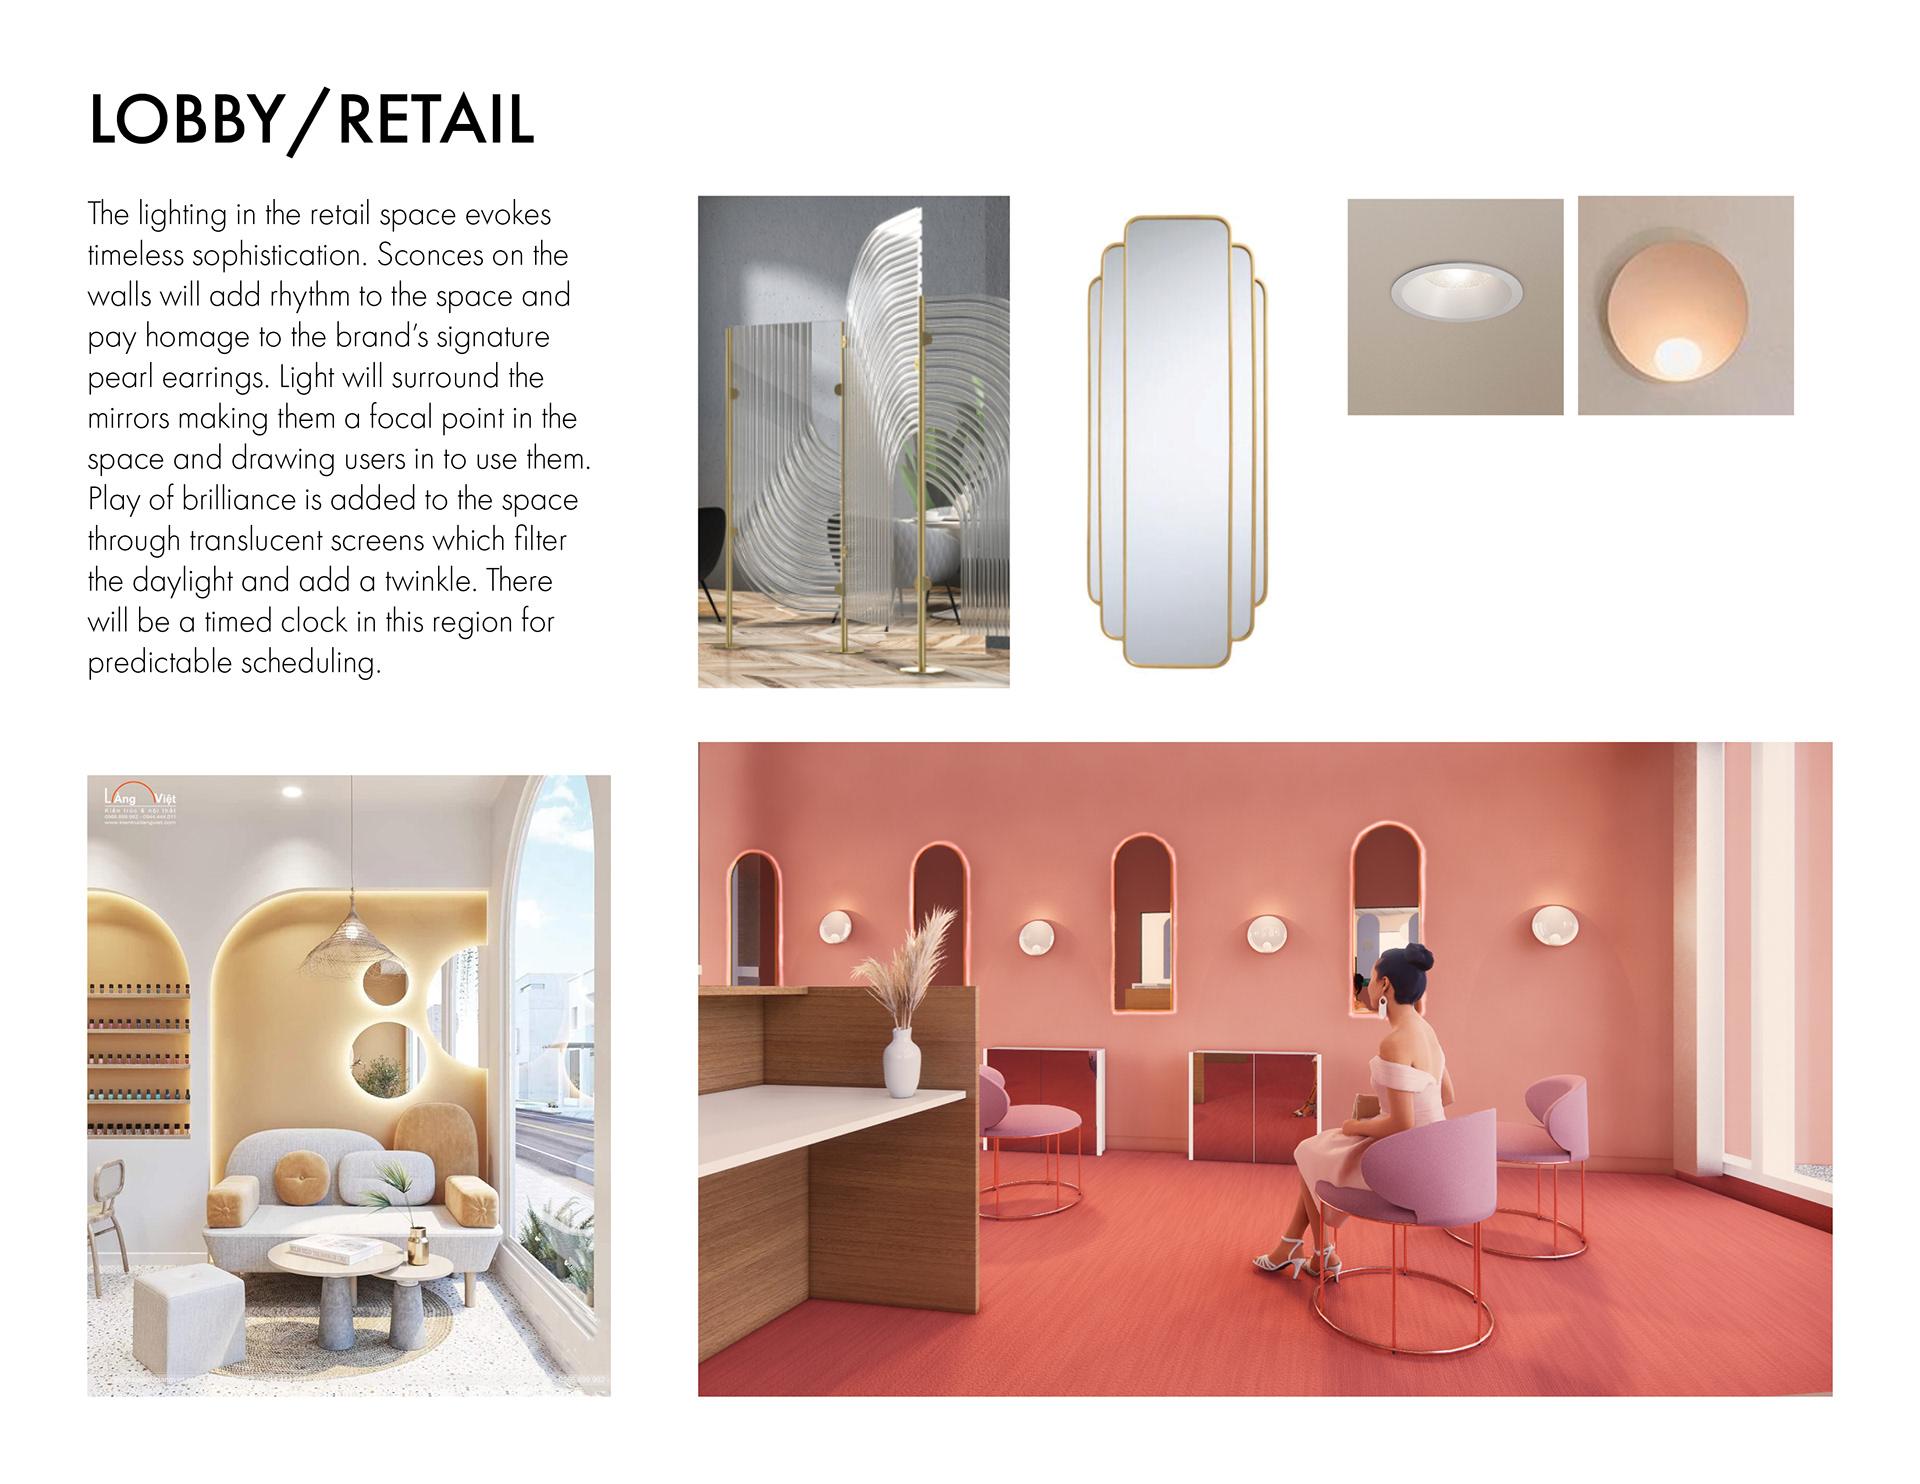 LOBBY/RETAIL
The lighting in the retail space evokes
timeless sophistication. Sconces on the
walls will add rhythm to the space and
pay homage to the brand’s signature
pearl earrings. Light will surround the
mirrors making them a focal point in the
space and drawing users in to use them.
Play of brilliance is added to the space
through translucent screens which filter
the daylight and add a twinkle. There
will be a timed clock in this region for
predictable scheduling.
LÀng Việt
Kiến trúc & nội thất